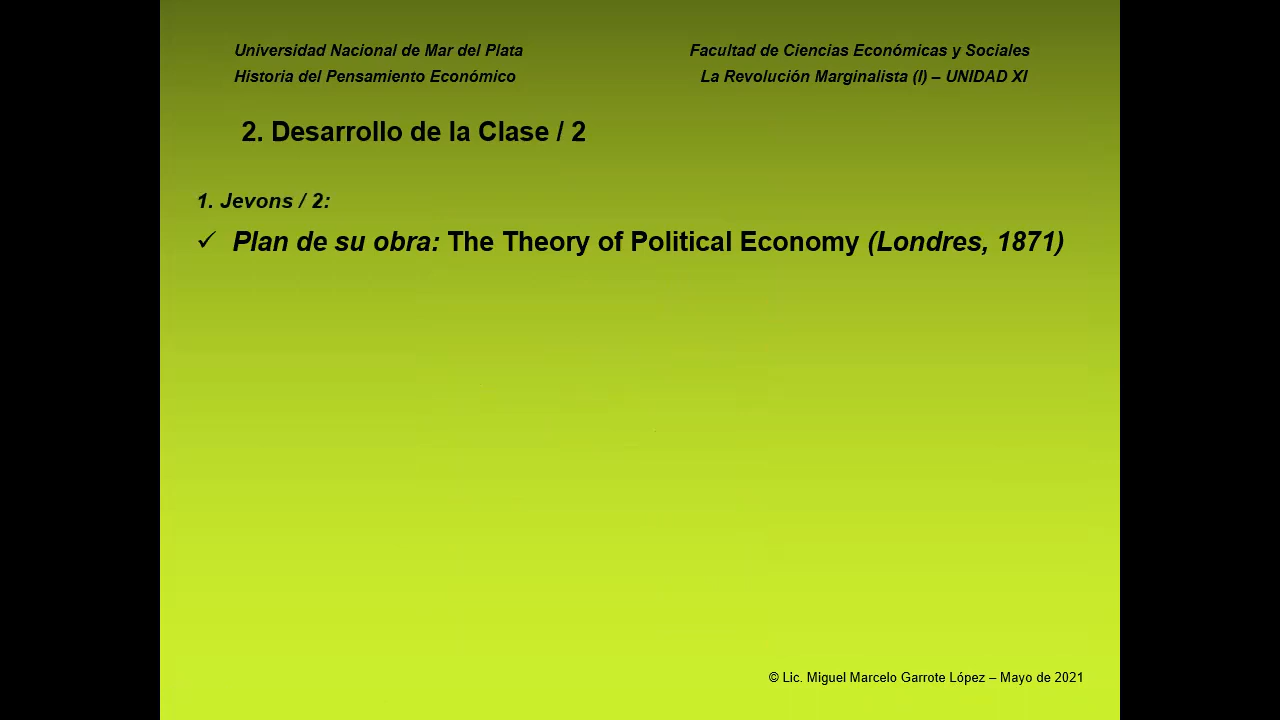 Universidad Nacional de Mar del Plata Facultad de Ciencias Económicas y Sociales
Historia del Pensamiento Económico La Revolución Marginalista (I) – UNIDAD XI
2. Desarrollo de la Clase / 2
1. Jevons / 2:
✓ Plan de su obra: The Theory of Political Economy (Londres, 1871)
© Lic. Miguel Marcelo Garrote López – Mayo de 2021